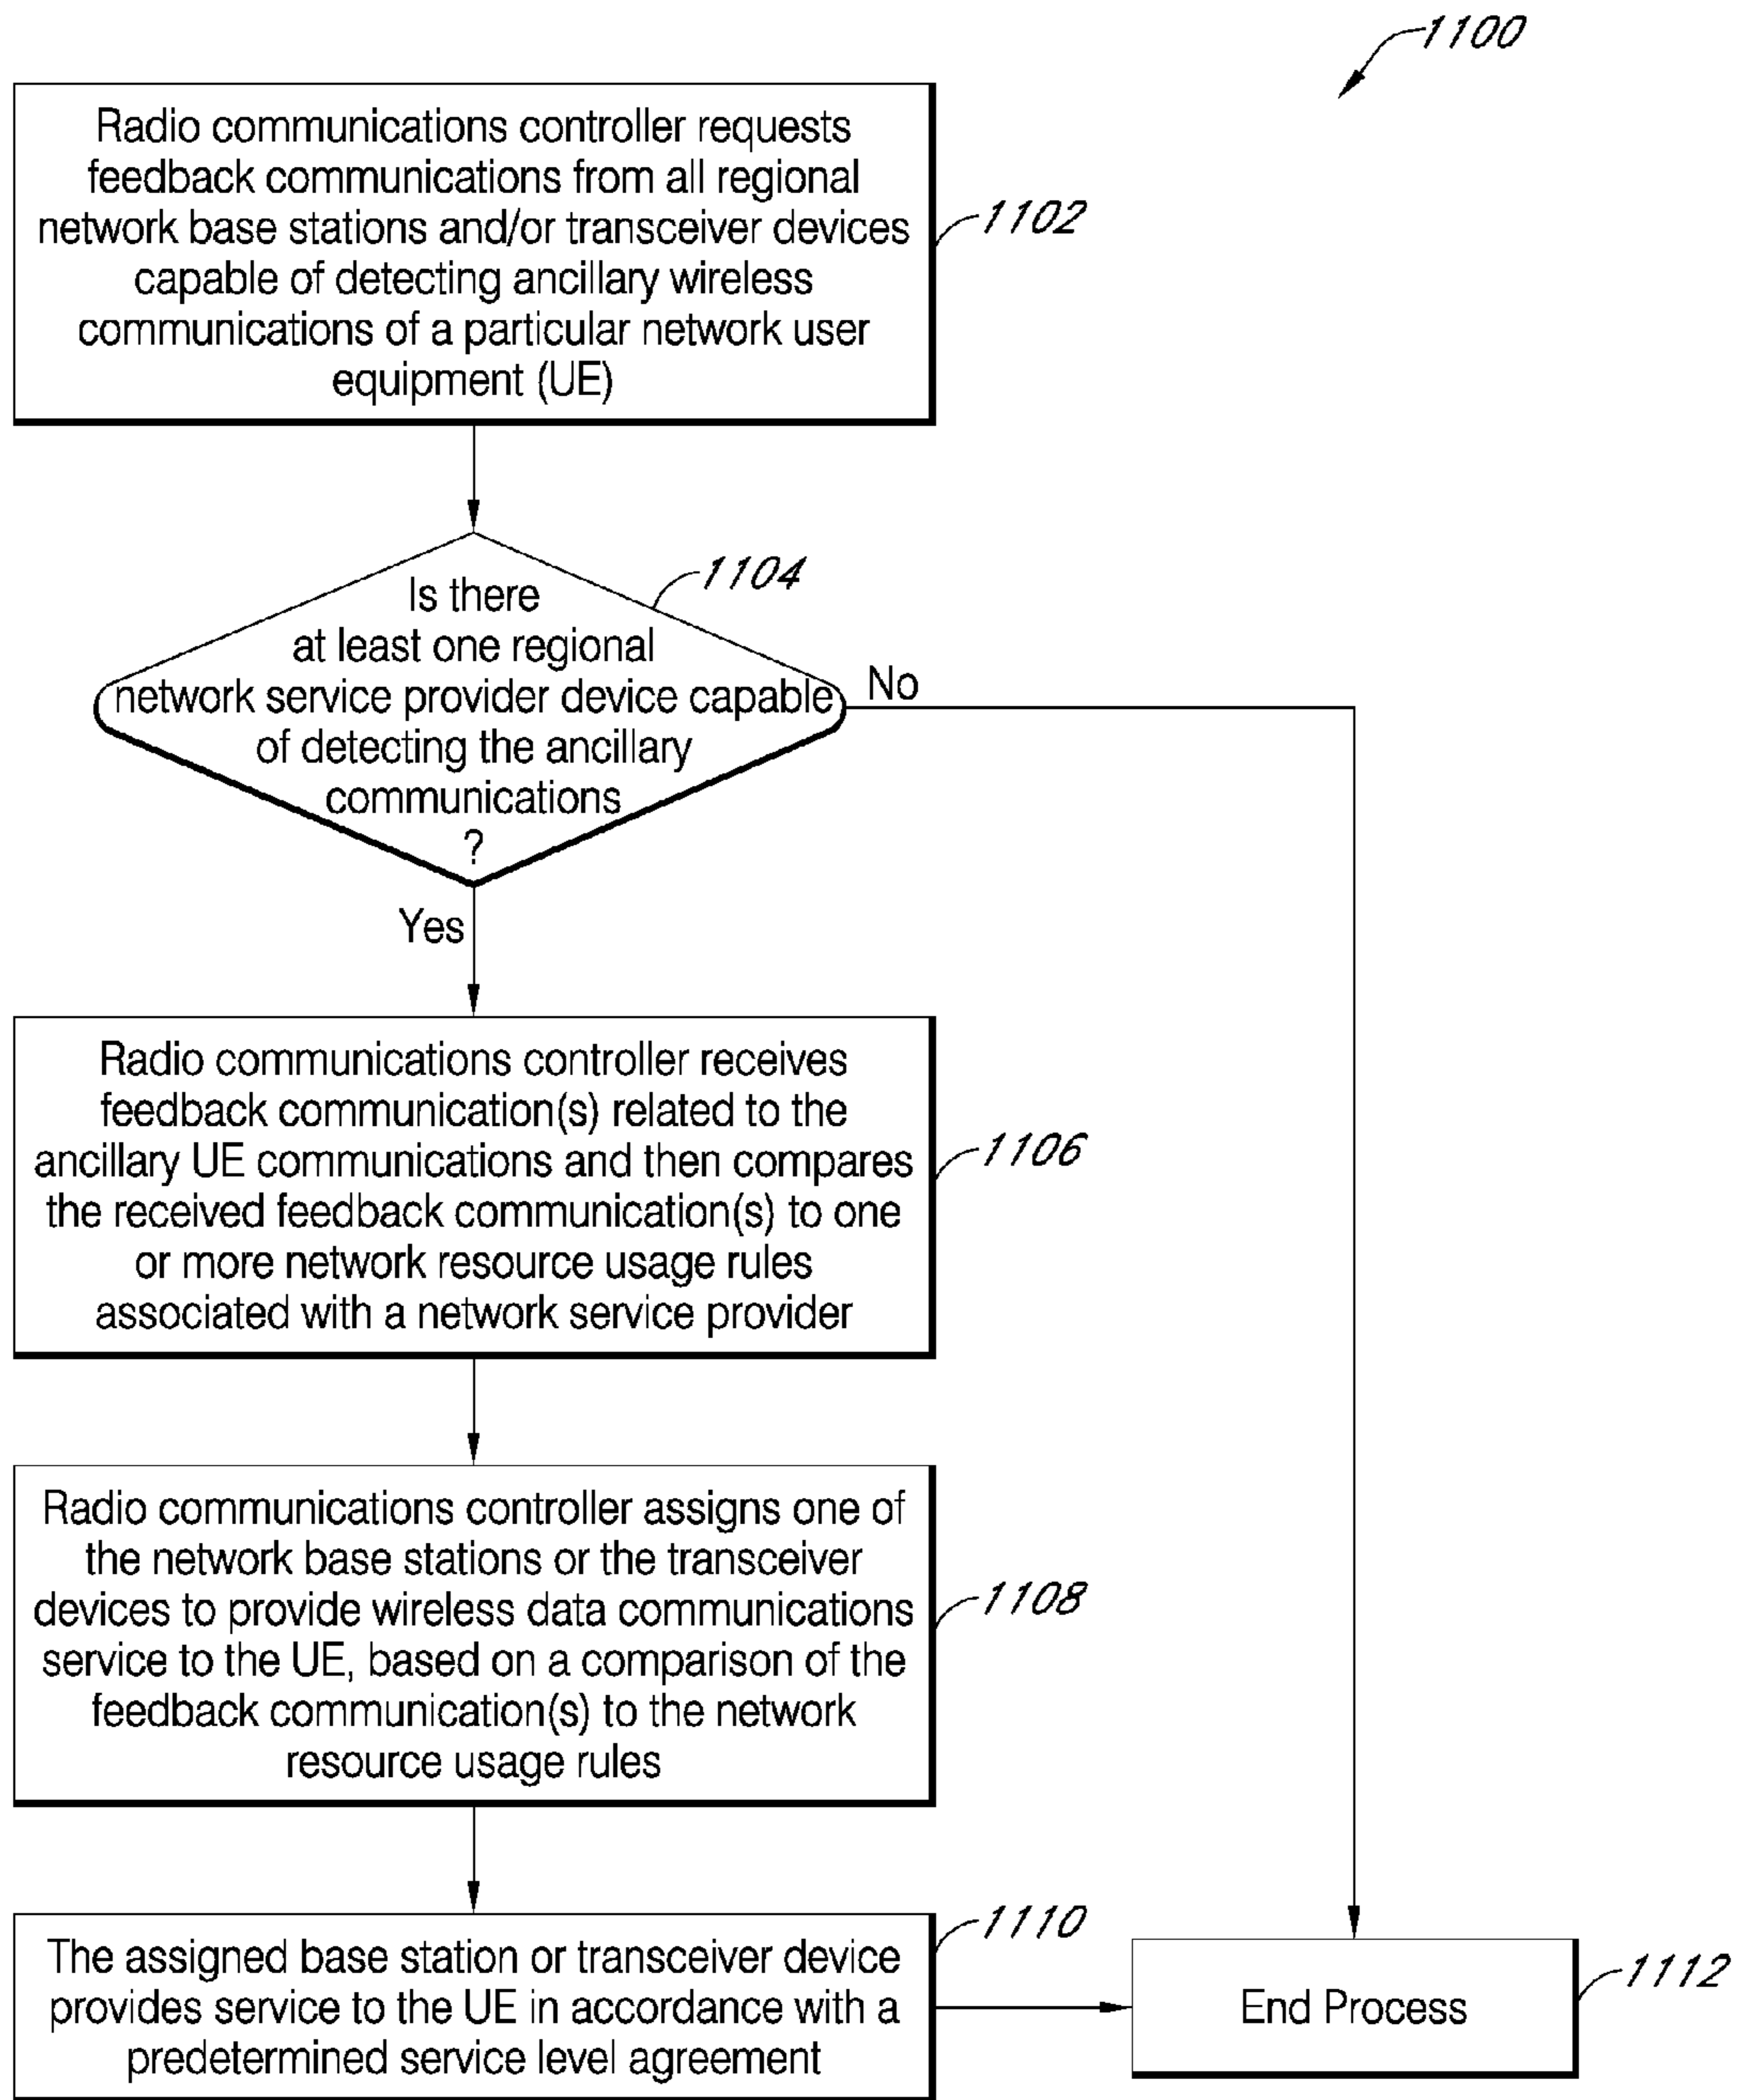 1100
Radio communications controller requests
feedback communications from all regional
network base stations and/or transceiver devices
capable of detecting ancillary wireless
communications of a particular network user
equipment (UE)
1102
Is there
at least one regional
network service provider device capable
of detecting the ancillary
communications
?
1104
No
Yes
Radio communications controller receives
feedback communication(s) related to the
ancillary UE communications and then compares
the received feedback communication(s) to one
or more network resource usage rules
associated with a network service provider
1106
Radio communications controller assigns one of
the network base stations or the transceiver
devices to provide wireless data communications
service to the UE, based on a comparison of the
feedback communication(s) to the network
resource usage rules
1108
The assigned base station or transceiver device
provides service to the UE in accordance with a
predetermined service level agreement
1110
End Process
1112